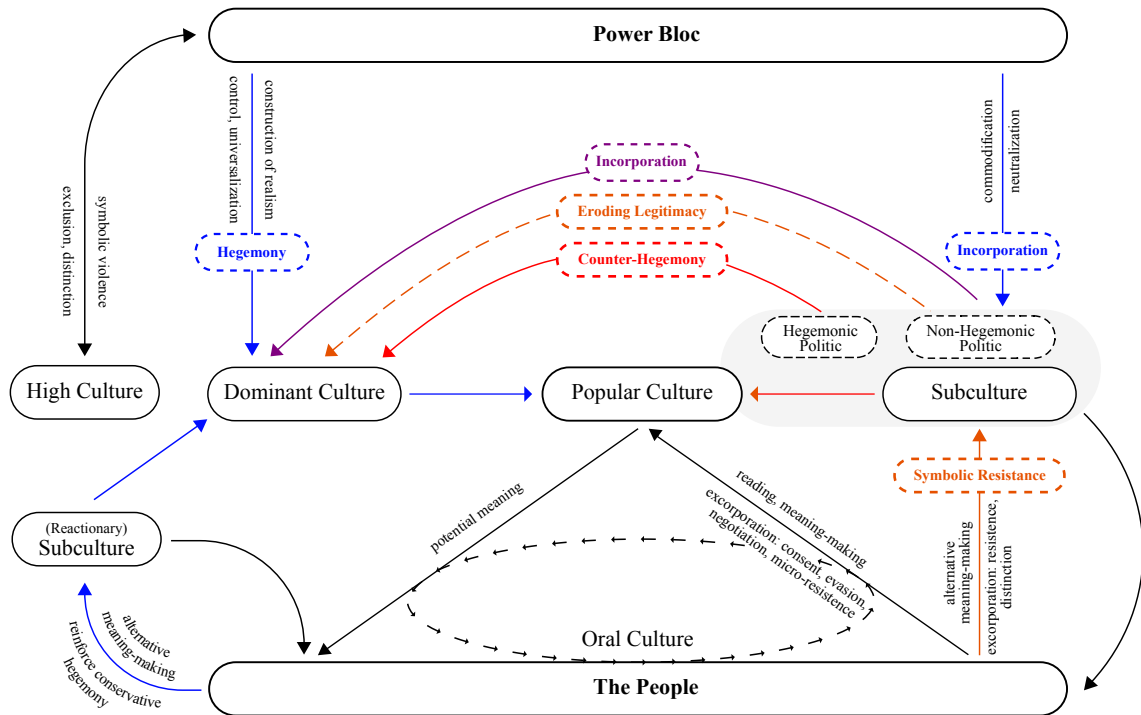 Power Bloc
construction of realism
control, universalization
commodification
neutralization
symbolic violence
exclusion, distinction
Incorporation
Eroding Legitimacy
Counter-Hegemony
Hegemony
Incorporation
Hegemonic
Politic
Non-Hegemonic
Politic
High Culture
Dominant Culture
Popular Culture
Subculture
Symbolic Resistance
(Reactionary)
Subculture
potential meaning
reading, meaning-making
excorporation: consent, evasion,
negotiation, micro-resistence
alternative
meaning-making
excorporation: resistence,
distinction
alternative
meaning-making
reinforce conservative
hegemony
Oral Culture
The People